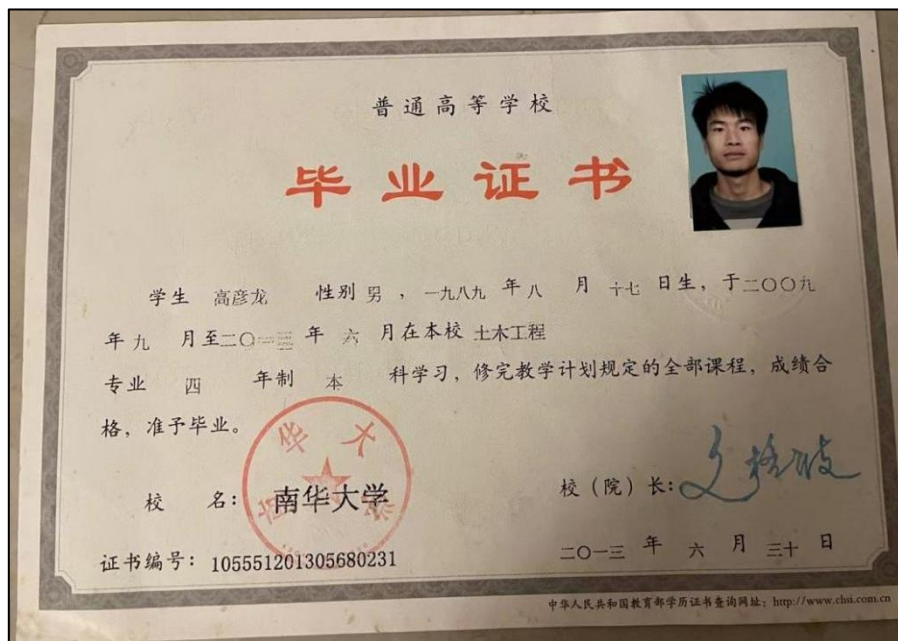 普通高等学校
毕业证书
学生 高彦龙 性别 男 ，一九八九 年 八 月 十七 日生，于二〇〇九
年 九 月至二〇一三 年 六 月在本校 土木工程
专业 四 年制 本 科学习，修完教学计划规定的全部课程，成绩合
格，准予毕业。
校 名： 南华大学
校（院）长：
证书编号：105551201305680231
二〇一三 年 六 月 三十 日
中华人民共和国教育部学历证书查询网址：http://www.chsi.com.cn